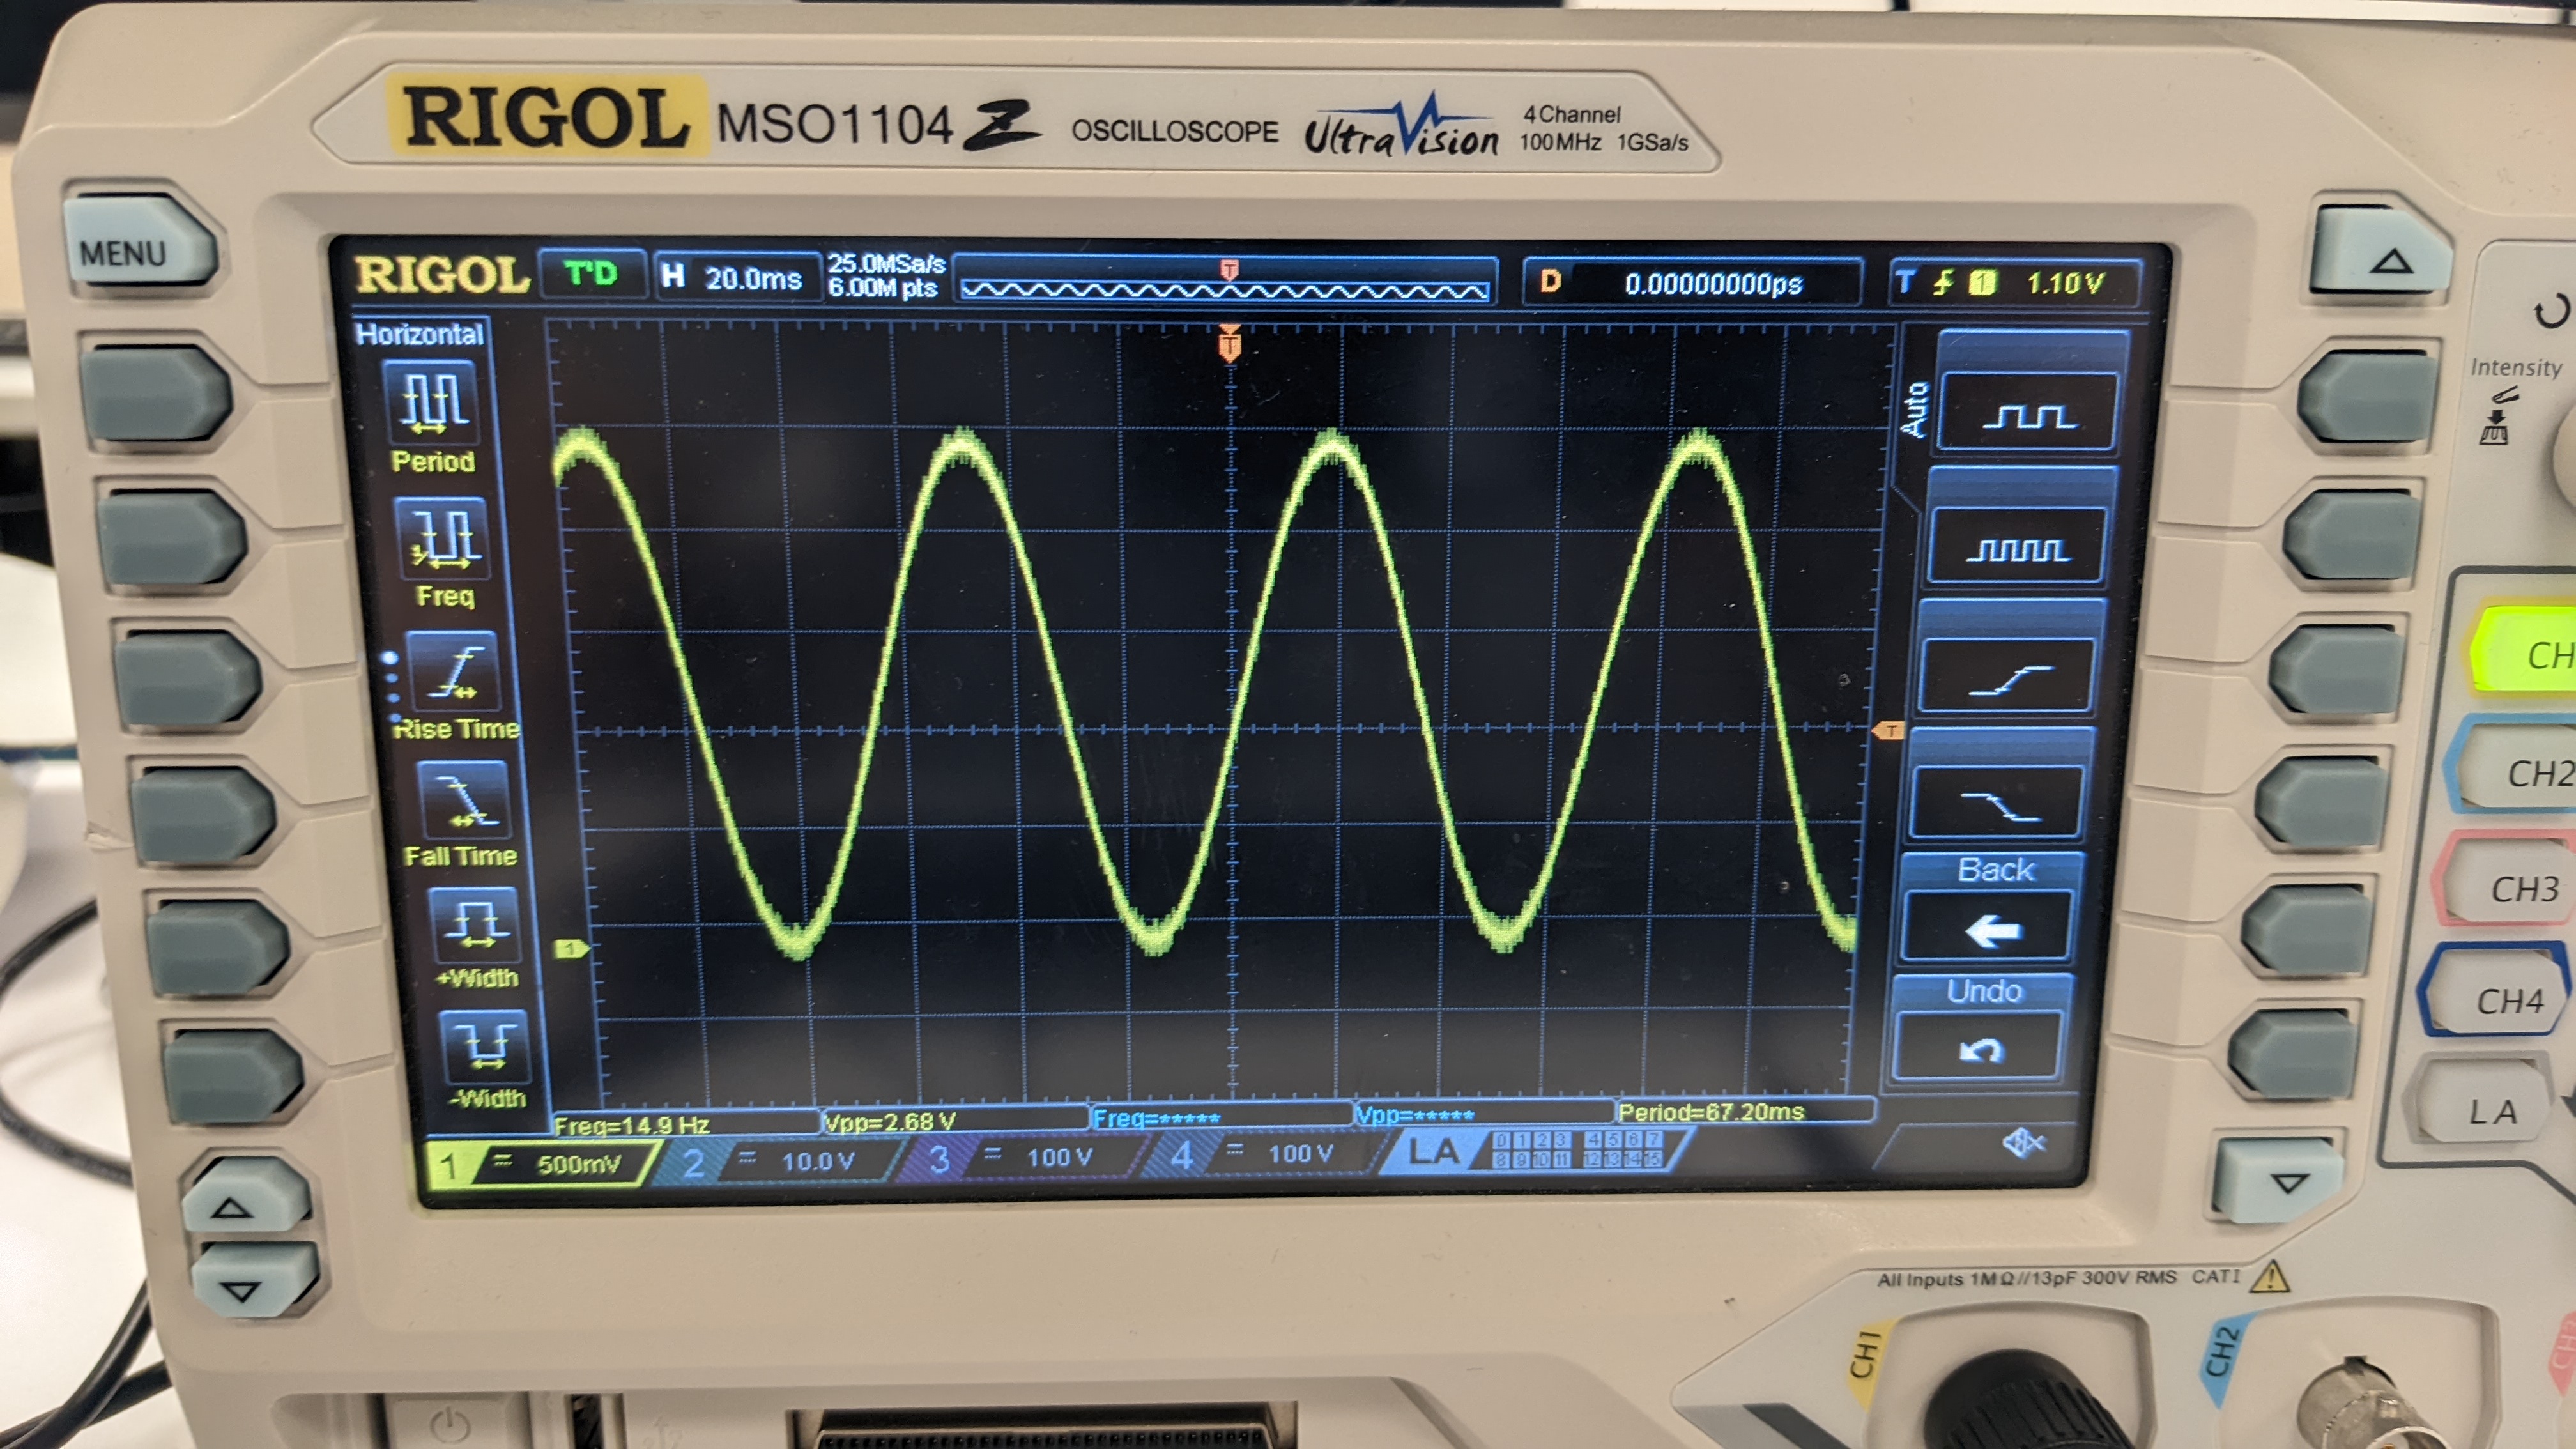 RIGOL MSO1104Z OSCILLOSCOPE UltraVision 4 Channel
100MHz 1GSa/s
MENU
RIGOL T'D H 20.0ms 25.0MSa/s
6.00M pts
D 0.00000000ps T 1 1.10V
T
Horizontal
T
Period
Freq
Rise Time
Fall Time
+Width
-Width
Auto
T
1
Back
Undo
Freq=14.9 Hz Vpp=2.68 V Freq=***** Vpp=***** Period=67.20ms
1 = 500mV 2 = 10.0 V 3 = 100 V 4 = 100 V LA 0 1 2 3 4 5 6 7
8 9 10 11 12 13 14 15
Intensity
CH
CH2
CH3
CH4
LA
All Inputs 1MΩ//13pF 300V RMS CAT I
CH1
CH2